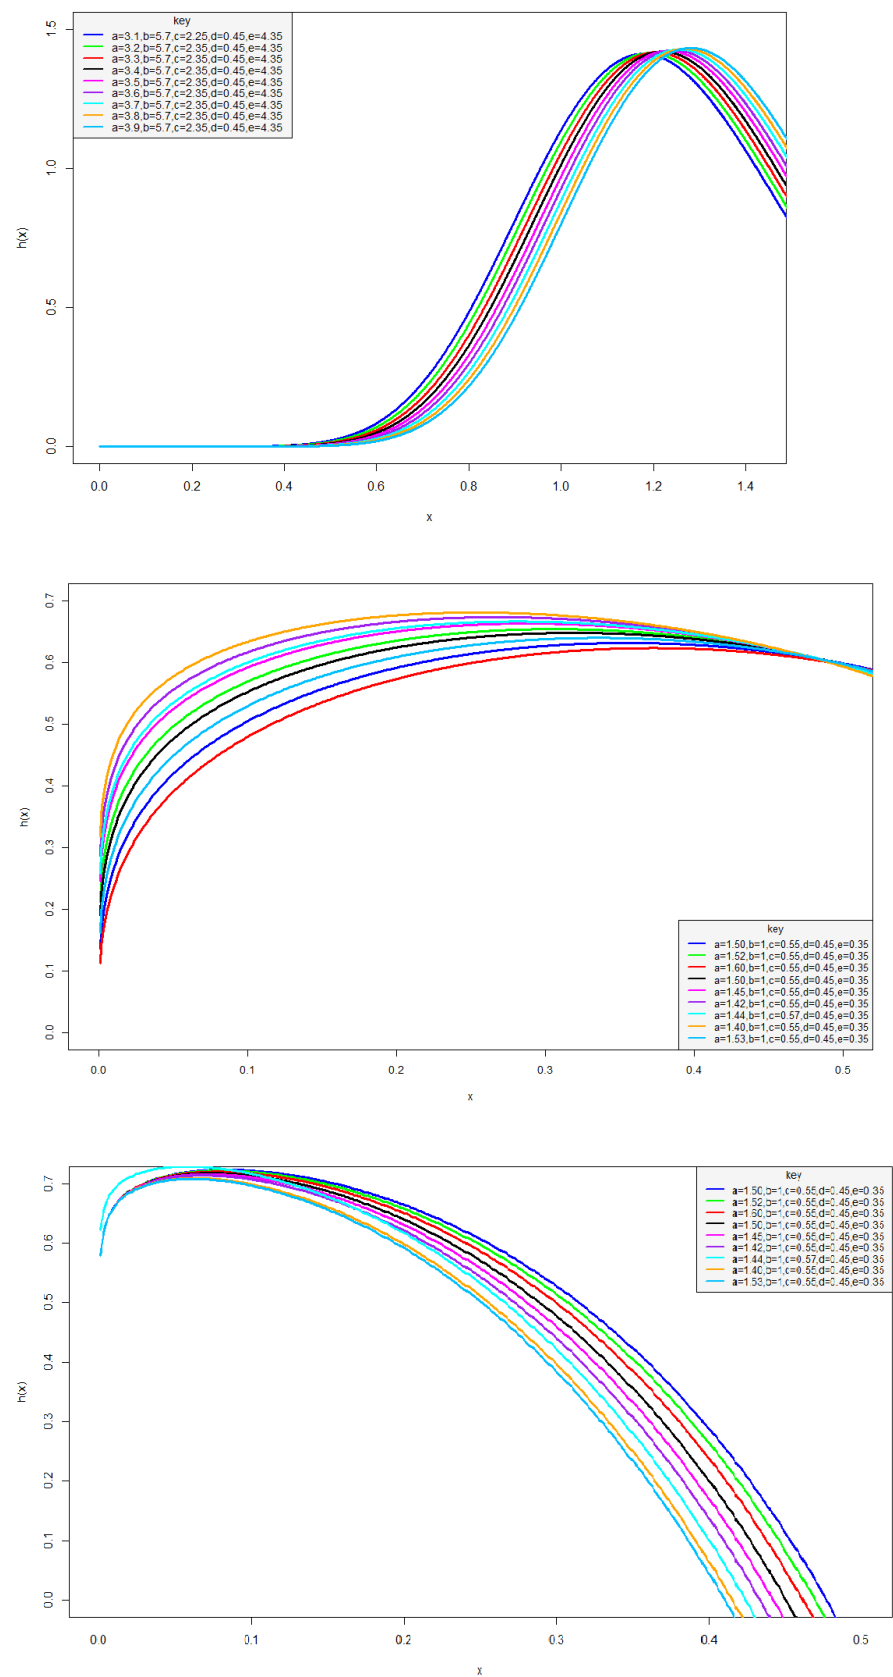 key
a=3.1,b=5.7,c=2.25,d=0.45,e=4.35
a=3.2,b=5.7,c=2.35,d=0.45,e=4.35
a=3.3,b=5.7,c=2.35,d=0.45,e=4.35
a=3.4,b=5.7,c=2.35,d=0.45,e=4.35
a=3.5,b=5.7,c=2.35,d=0.45,e=4.35
a=3.6,b=5.7,c=2.35,d=0.45,e=4.35
a=3.7,b=5.7,c=2.35,d=0.45,e=4.35
a=3.8,b=5.7,c=2.35,d=0.45,e=4.35
a=3.9,b=5.7,c=2.35,d=0.45,e=4.35
1.5
1.0
0.5
0.0
h(x)
0.0 0.2 0.4 0.6 0.8 1.0 1.2 1.4
x
0.7
0.6
0.5
0.4
0.3
0.2
0.1
0.0
h(x)
key
a=1.50,b=1,c=0.55,d=0.45,e=0.35
a=1.52,b=1,c=0.55,d=0.45,e=0.35
a=1.60,b=1,c=0.55,d=0.45,e=0.35
a=1.50,b=1,c=0.55,d=0.45,e=0.35
a=1.45,b=1,c=0.55,d=0.45,e=0.35
a=1.42,b=1,c=0.55,d=0.45,e=0.35
a=1.44,b=1,c=0.57,d=0.45,e=0.35
a=1.40,b=1,c=0.55,d=0.45,e=0.35
a=1.53,b=1,c=0.55,d=0.45,e=0.35
0.0 0.1 0.2 0.3 0.4 0.5
x
key
a=1.50,b=1,c=0.55,d=0.45,e=0.35
a=1.52,b=1,c=0.55,d=0.45,e=0.35
a=1.60,b=1,c=0.55,d=0.45,e=0.35
a=1.50,b=1,c=0.55,d=0.45,e=0.35
a=1.45,b=1,c=0.55,d=0.45,e=0.35
a=1.42,b=1,c=0.55,d=0.45,e=0.35
a=1.44,b=1,c=0.57,d=0.45,e=0.35
a=1.40,b=1,c=0.55,d=0.45,e=0.35
a=1.53,b=1,c=0.55,d=0.45,e=0.35
0.7
0.6
0.5
0.4
0.3
0.2
0.1
0.0
h(x)
0.0 0.1 0.2 0.3 0.4 0.5
x